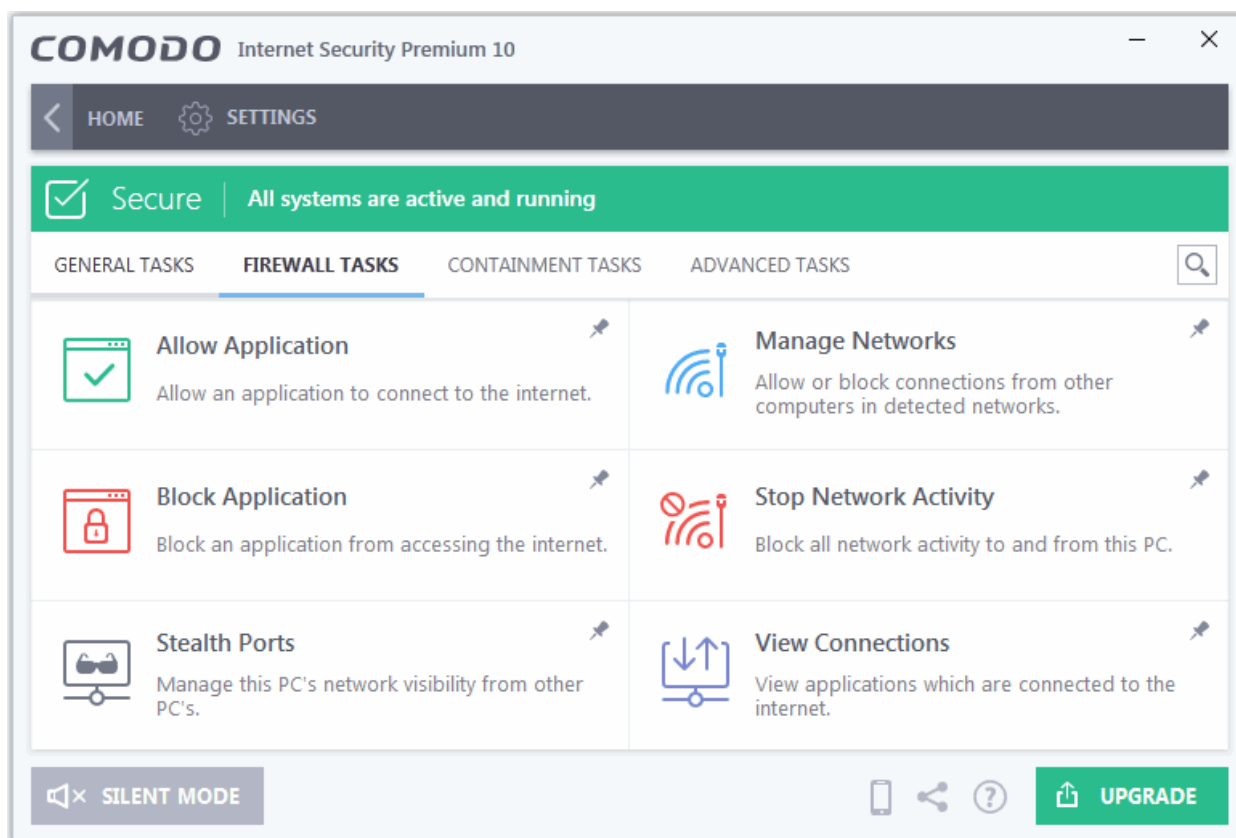 COMODO Internet Security Premium 10
HOME SETTINGS
Secure All systems are active and running
GENERAL TASKS FIREWALL TASKS CONTAINMENT TASKS ADVANCED TASKS
Allow Application
Allow an application to connect to the internet.
Manage Networks
Allow or block connections from other
computers in detected networks.
Block Application
Block an application from accessing the internet.
Stop Network Activity
Block all network activity to and from this PC.
Stealth Ports
Manage this PC's network visibility from other
PC's.
View Connections
View applications which are connected to the
internet.
SILENT MODE
UPGRADE